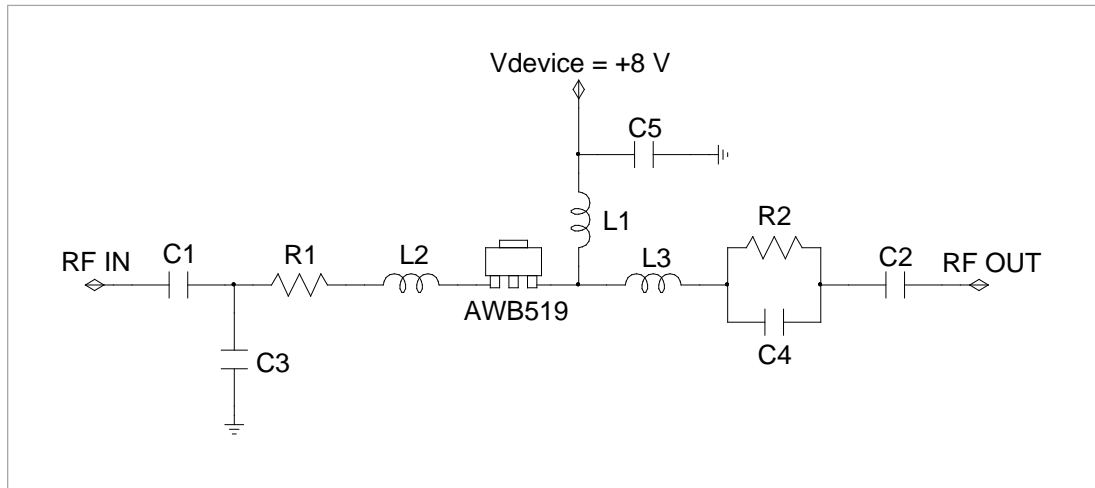 Vdevice = +8 V
C5
L1
R2
RF IN
C1
R1
L2
L3
C2
RF OUT
AWB519
C3
C4